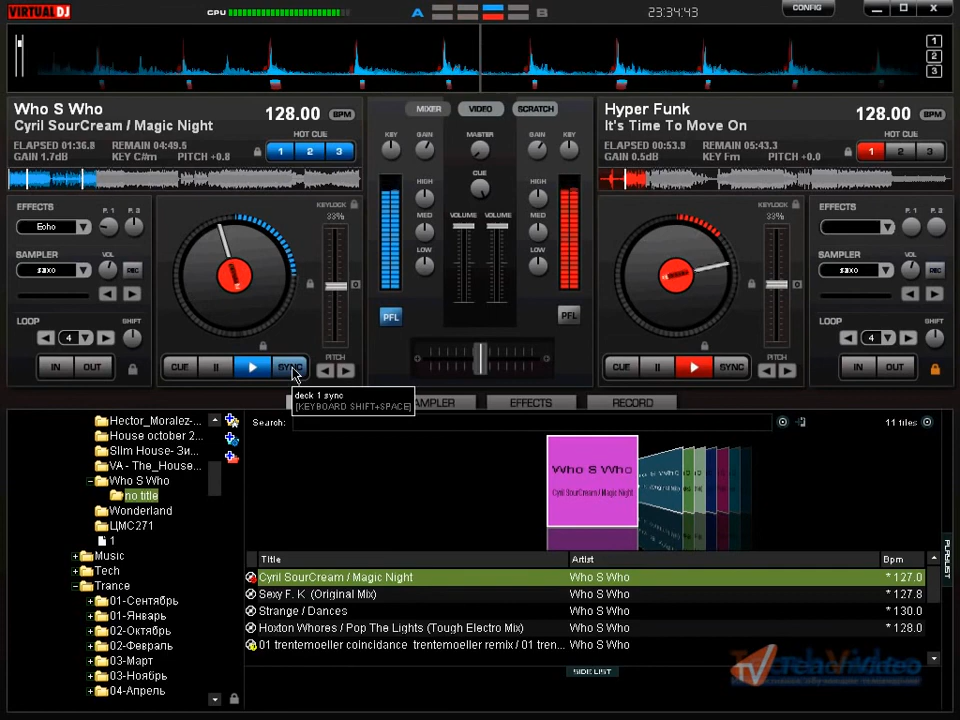 VIRTUAL DJ
CPU
A
B
23:34:43
CONFIG
1
2
3
Who S Who
Cyril SourCream / Magic Night
128.00 BPM
ELAPSED 01:36.8 REMAIN 04:49.5
GAIN 1.7dB KEY C#m PITCH +0.8
HOT CUE
1 2 3
MIXER VIDEO SCRATCH
KEY GAIN MASTER GAIN KEY
CUE
HIGH
MED
LOW
VOLUME VOLUME
HIGH
MED
LOW
PFL
PFL
Hyper Funk
It's Time To Move On
128.00 BPM
ELAPSED 00:53.9 REMAIN 05:43.3
GAIN 0.5dB KEY Fm PITCH +0.0
HOT CUE
1 2 3
EFFECTS P. 1 P. 2
Echo
SAMPLER VOL
saxo REC
LOOP SHIFT
4
IN OUT
KEYLOCK
33%
CUE II SYNC
PITCH
KEYLOCK
33%
CUE II SYNC
PITCH
EFFECTS P. 1 P. 2
SAMPLER VOL
saxo REC
LOOP SHIFT
4
IN OUT
deck 1 sync
[KEYBOARD SHIFT+SPACE]
AMPLER EFFECTS RECORD
Search:
11 files
Hector_Moralez-...
House october 2...
Slim House- Зи...
VA - The_House...
Who S Who
no title
Wonderland
ЦМС271
1
Music
Tech
Trance
01-Сентябрь
01-Январь
02-Октябрь
02-Февраль
03-Март
03-Ноябрь
04-Апрель
Who S Who
Cyril SourCream / Magic Night
Title Artist Bpm
Cyril SourCream / Magic Night Who S Who * 127.0
Sexy F. K (Original Mix) Who S Who * 127.8
Strange / Dances Who S Who * 130.0
Hoxton Whores / Pop The Lights (Tough Electro Mix) Who S Who * 128.0
01 trentemoeller coincidance trentemoeller remix / 01 tren... Who S Who
SIDE LIST
PLAYLIST